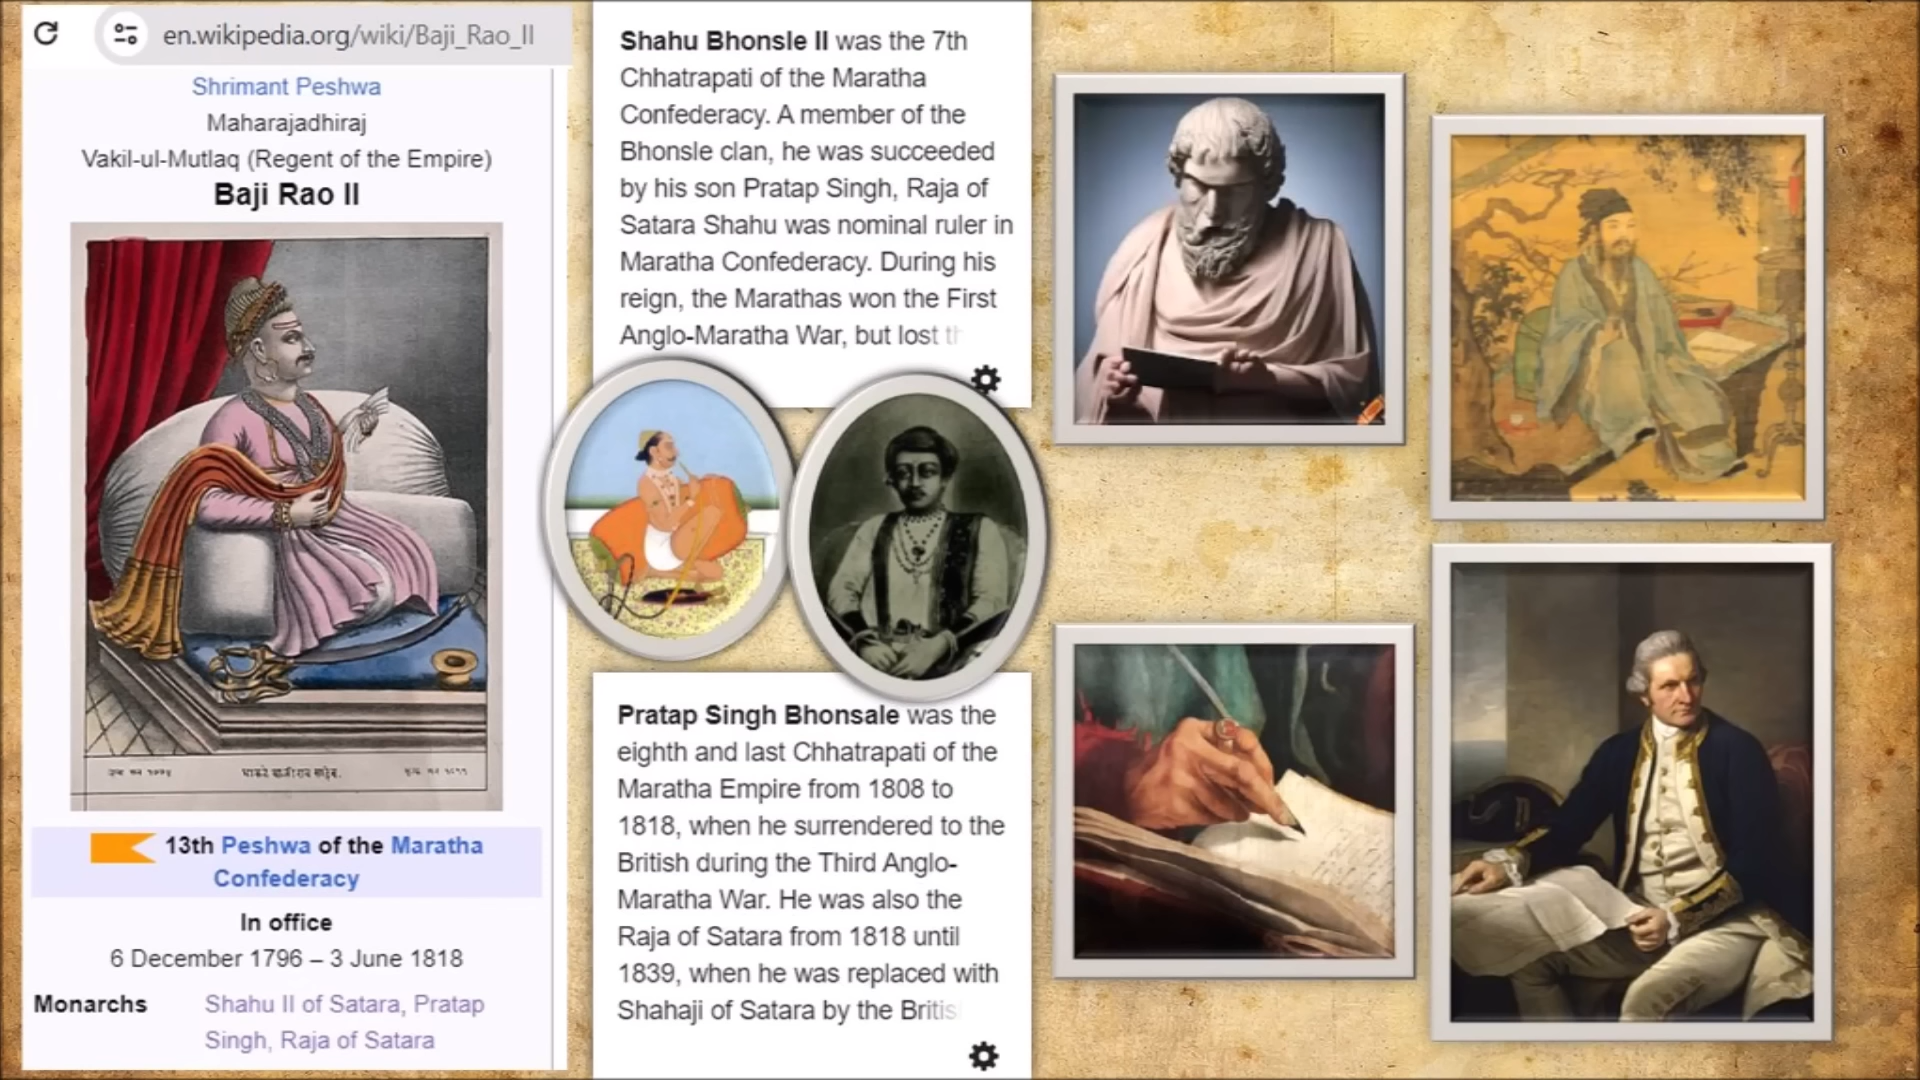 en.wikipedia.org/wiki/Baji_Rao_II
Shrimant Peshwa
Maharajadhiraj
Vakil-ul-Mutlaq (Regent of the Empire)
Baji Rao II
13th Peshwa of the Maratha
Confederacy
In office
6 December 1796 – 3 June 1818
Monarchs Shahu II of Satara, Pratap
Singh, Raja of Satara
Shahu Bhonsle II was the 7th
Chhatrapati of the Maratha
Confederacy. A member of the
Bhonsle clan, he was succeeded
by his son Pratap Singh, Raja of
Satara Shahu was nominal ruler in
Maratha Confederacy. During his
reign, the Marathas won the First
Anglo-Maratha War, but lost
Pratap Singh Bhonsale was the
eighth and last Chhatrapati of the
Maratha Empire from 1808 to
1818, when he surrendered to the
British during the Third Anglo-
Maratha War. He was also the
Raja of Satara from 1818 until
1839, when he was replaced with
Shahaji of Satara by the Britis